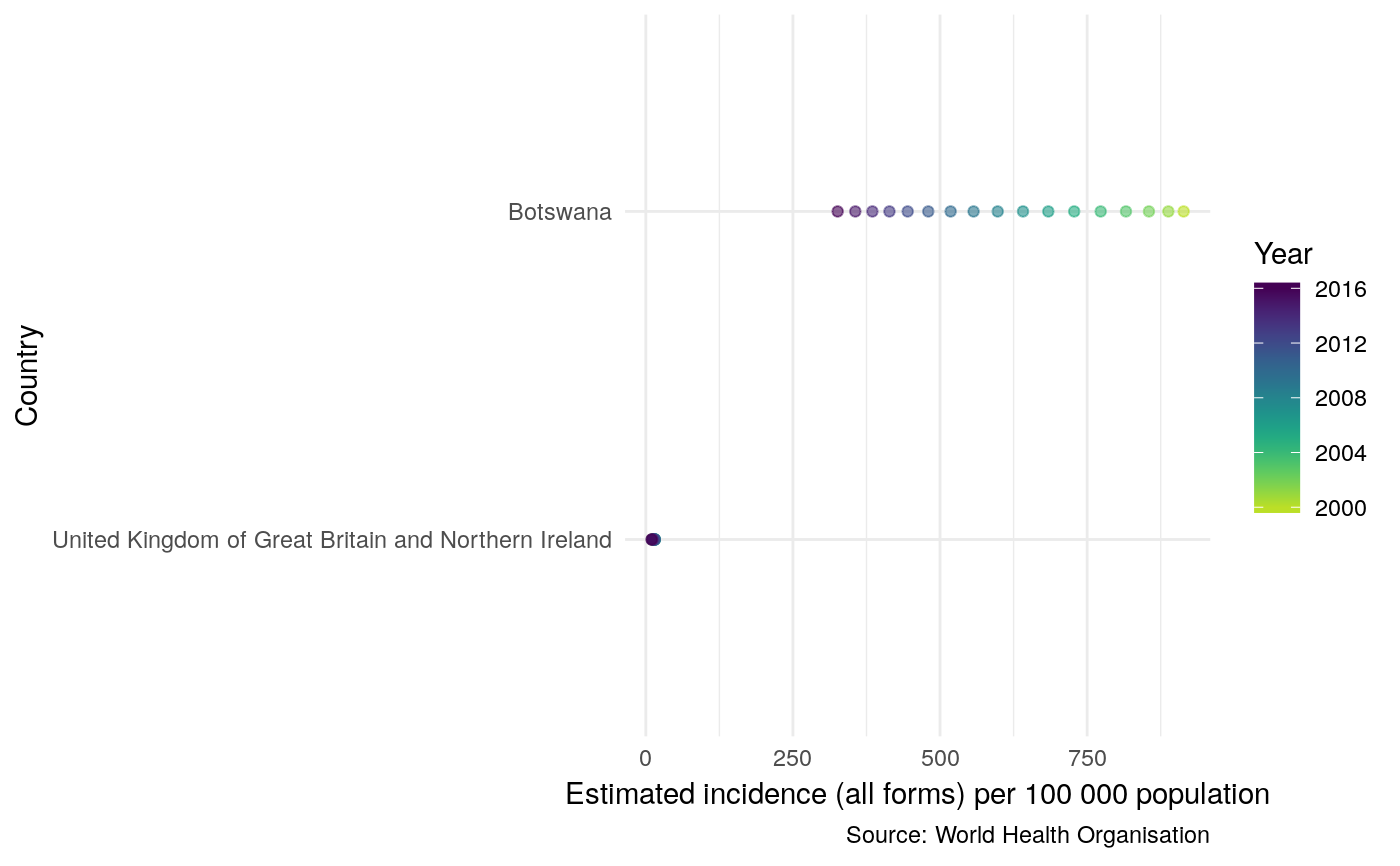 Botswana
United Kingdom of Great Britain and Northern Ireland
Country
0 250 500 750
Estimated incidence (all forms) per 100 000 population
Source: World Health Organisation
Year
2016
2012
2008
2004
2000